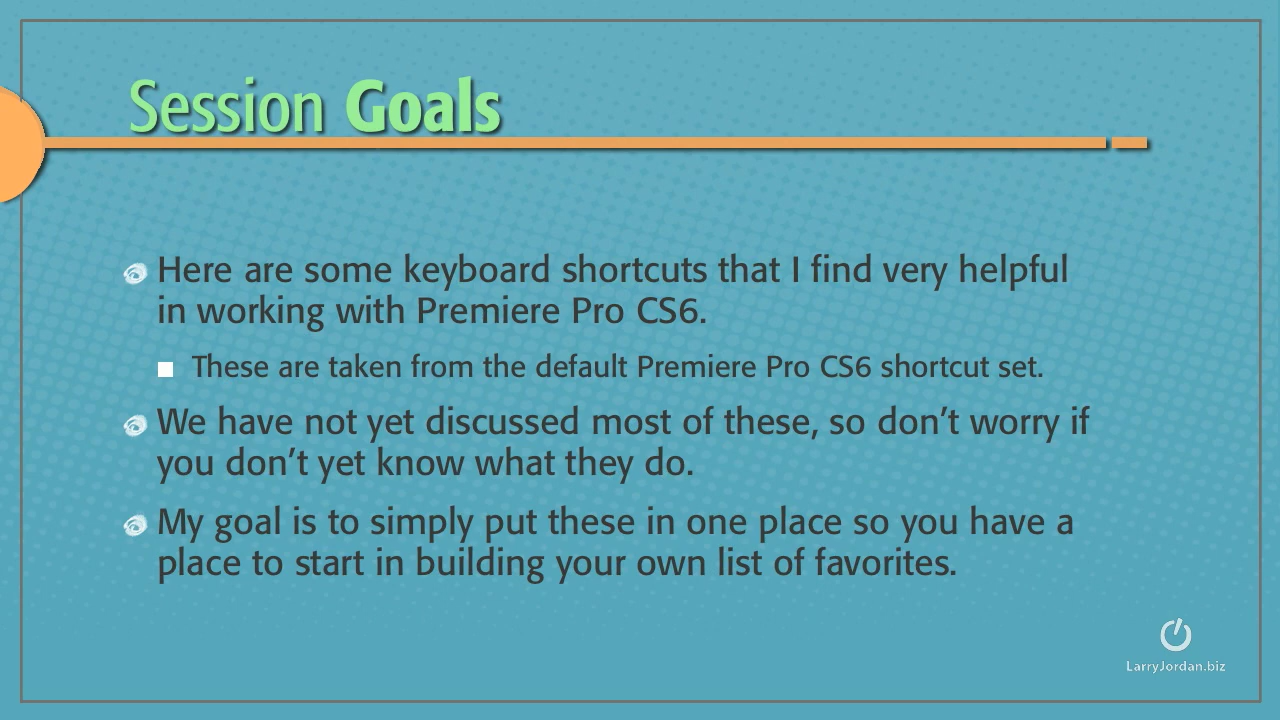 Session Goals
Here are some keyboard shortcuts that I find very helpful
in working with Premiere Pro CS6.
These are taken from the default Premiere Pro CS6 shortcut set.
We have not yet discussed most of these, so don’t worry if
you don’t yet know what they do.
My goal is to simply put these in one place so you have a
place to start in building your own list of favorites.
LarryJordan.biz